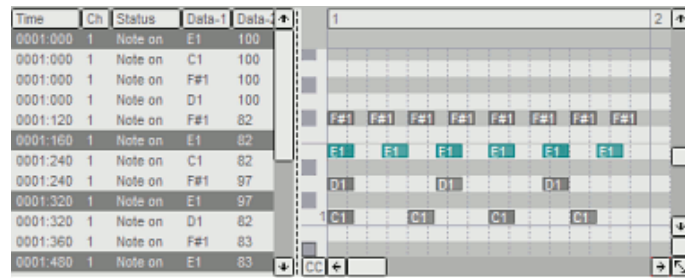 Time Ch Status Data-1 Data-2
0001:000 1 Note on E1 100
0001:000 1 Note on C1 100
0001:000 1 Note on F#1 100
0001:000 1 Note on D1 100
0001:120 1 Note on F#1 82
0001:160 1 Note on E1 82
0001:240 1 Note on C1 82
0001:240 1 Note on F#1 97
0001:320 1 Note on E1 97
0001:320 1 Note on D1 82
0001:360 1 Note on F#1 83
0001:480 1 Note on E1 83
1 2
F#1 F#1 F#1 F#1 F#1 F#1 F#1 F#1
E1 E1 E1 E1 E1 E1
D1 D1 D1
1 C1 C1 C1 C1
CC